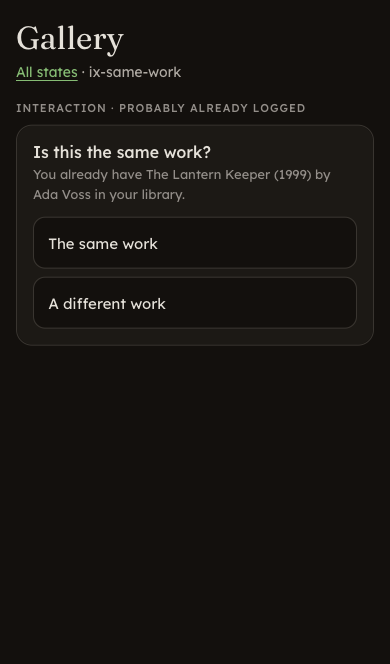 Gallery
All states · ix-same-work
INTERACTION · PROBABLY ALREADY LOGGED
Is this the same work?
You already have The Lantern Keeper (1999) by
Ada Voss in your library.
The same work
A different work